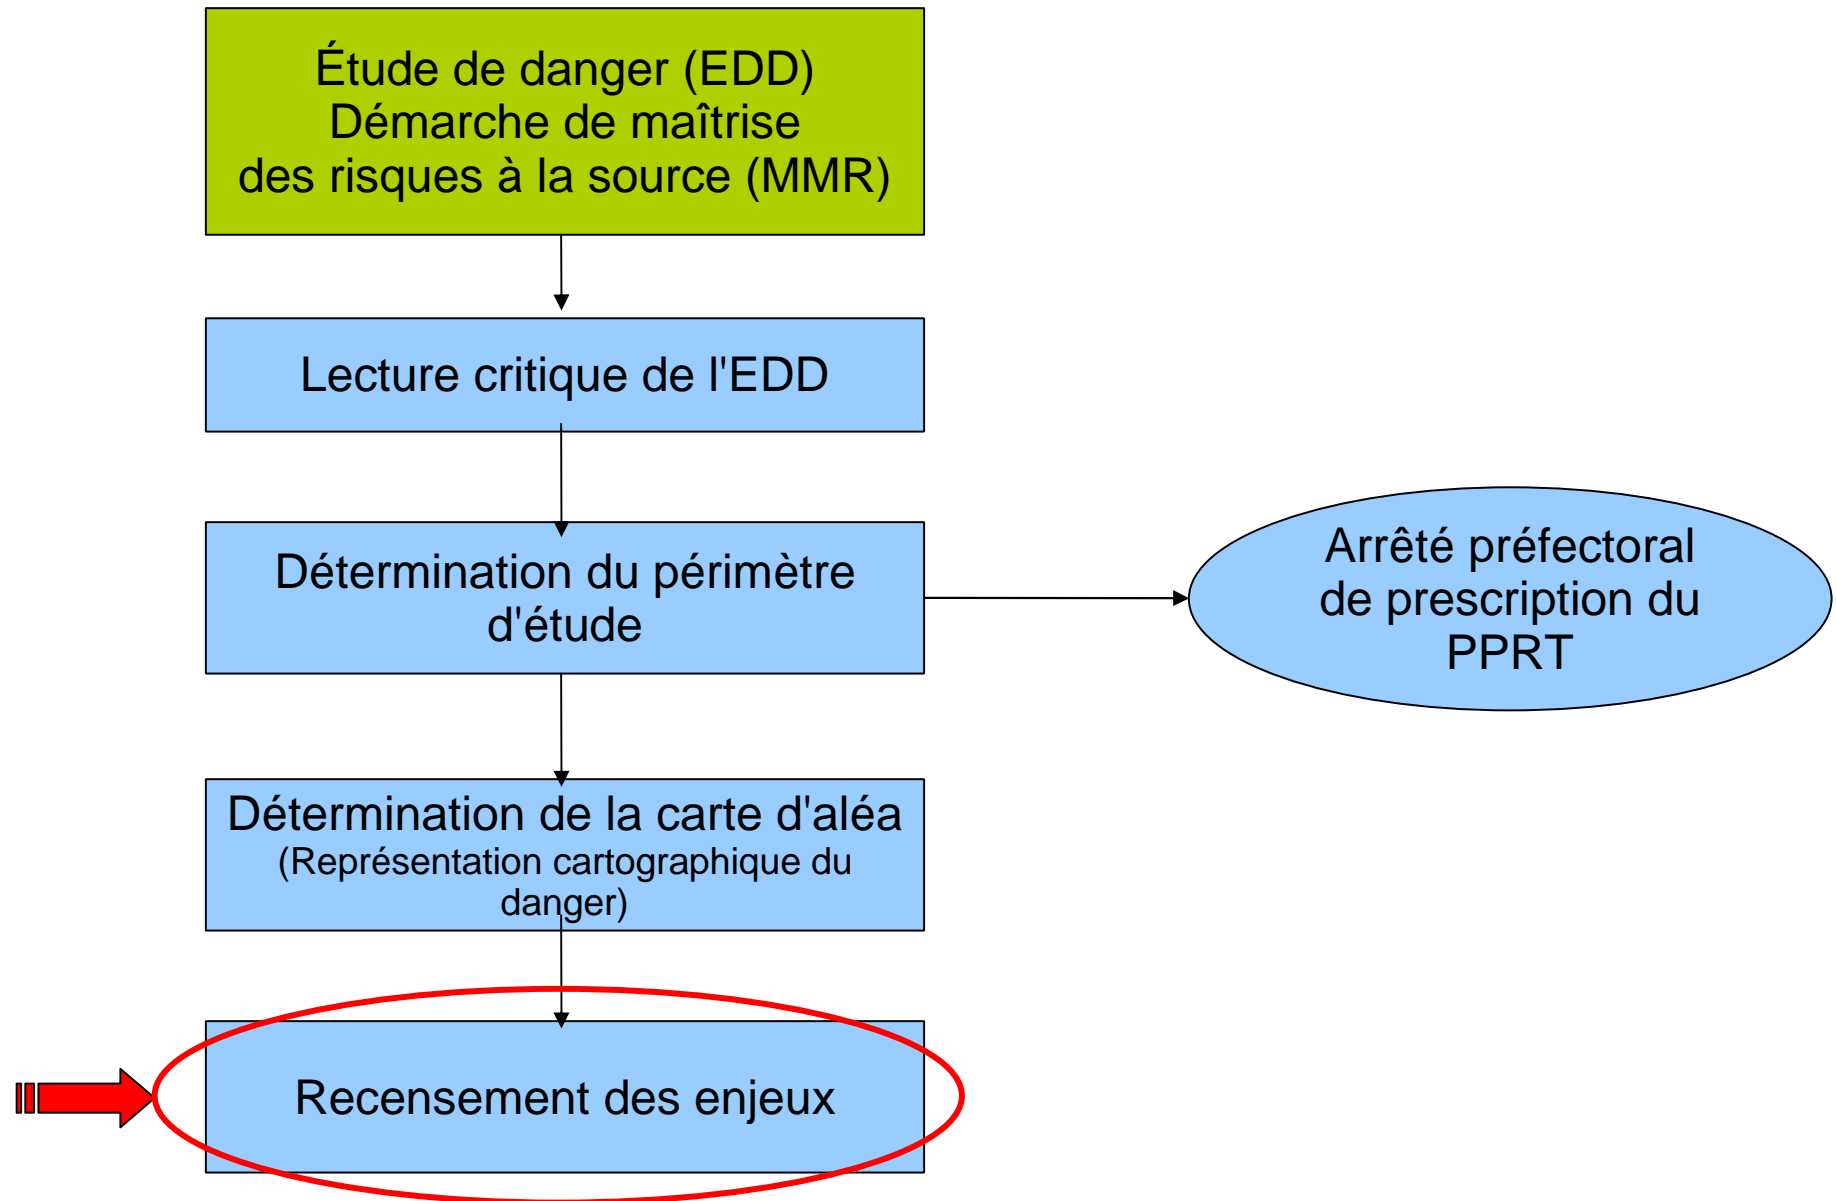 Étude de danger (EDD)
Démarche de maîtrise
des risques à la source (MMR)
Lecture critique de l'EDD
Détermination du périmètre
d'étude
Arrêté préfectoral
de prescription du
PPRT
Détermination de la carte d'aléa
(Représentation cartographique du
danger)
Recensement des enjeux